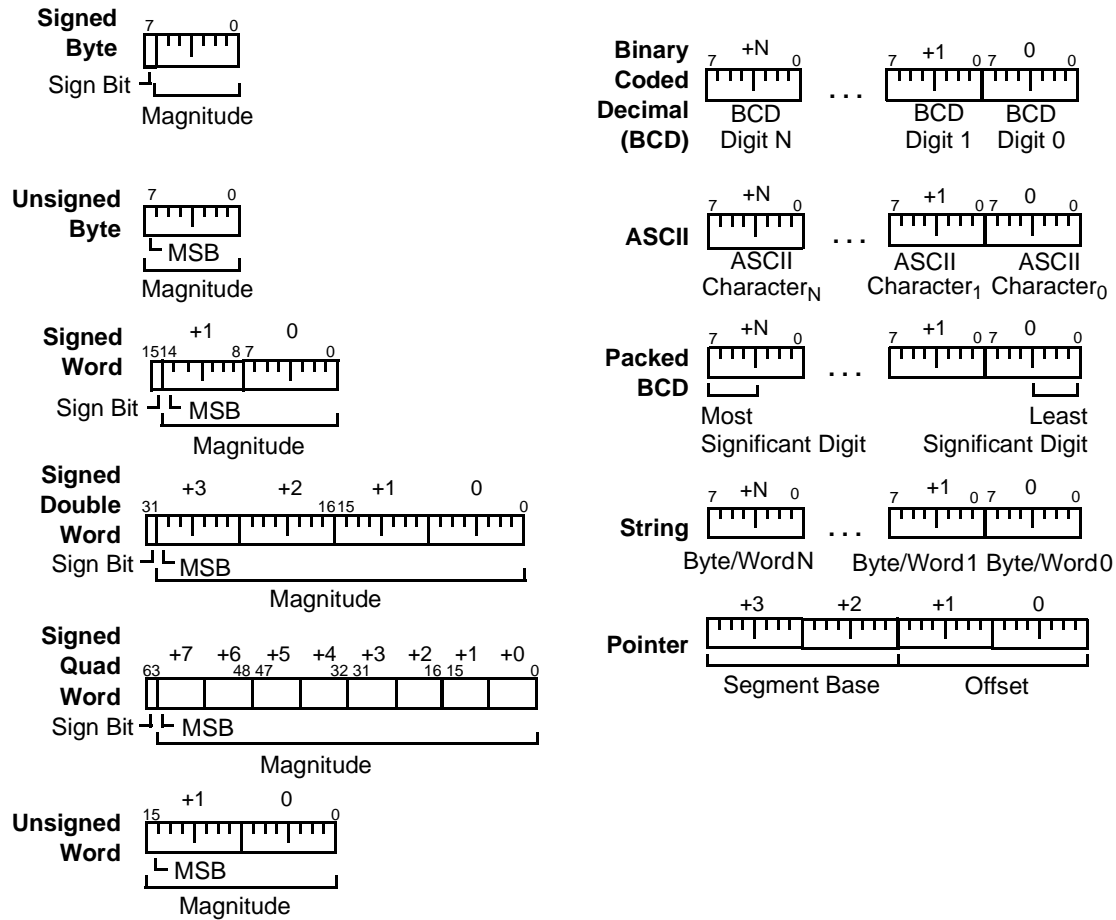 Signed
Byte
7 0
Sign Bit
Magnitude
Unsigned
Byte
7 0
MSB
Magnitude
Signed
Word
+1 0
15 14 8 7 0
Sign Bit MSB
Magnitude
Signed
Double
Word
+3 +2 +1 0
31 16 15 0
Sign Bit MSB
Magnitude
Signed
Quad
Word
+7 +6 +5 +4 +3 +2 +1 +0
63 48 47 32 31 16 15 0
Sign Bit MSB
Magnitude
Unsigned
Word
+1 0
15 0
MSB
Magnitude
Binary
Coded
Decimal
(BCD)
+N +1 0
7 0 7 0 7 0
. . .
BCD BCD BCD
Digit N Digit 1 Digit 0
ASCII
+N +1 0
7 0 7 0 7 0
. . .
ASCII ASCII ASCII
CharacterN Character1 Character0
Packed
BCD
+N +1 0
7 0 7 0 7 0
. . .
Most Least
Significant Digit Significant Digit
String
+N +1 0
7 0 7 0 7 0
. . .
Byte/Word N Byte/Word 1 Byte/Word 0
Pointer
+3 +2 +1 0
Segment Base Offset